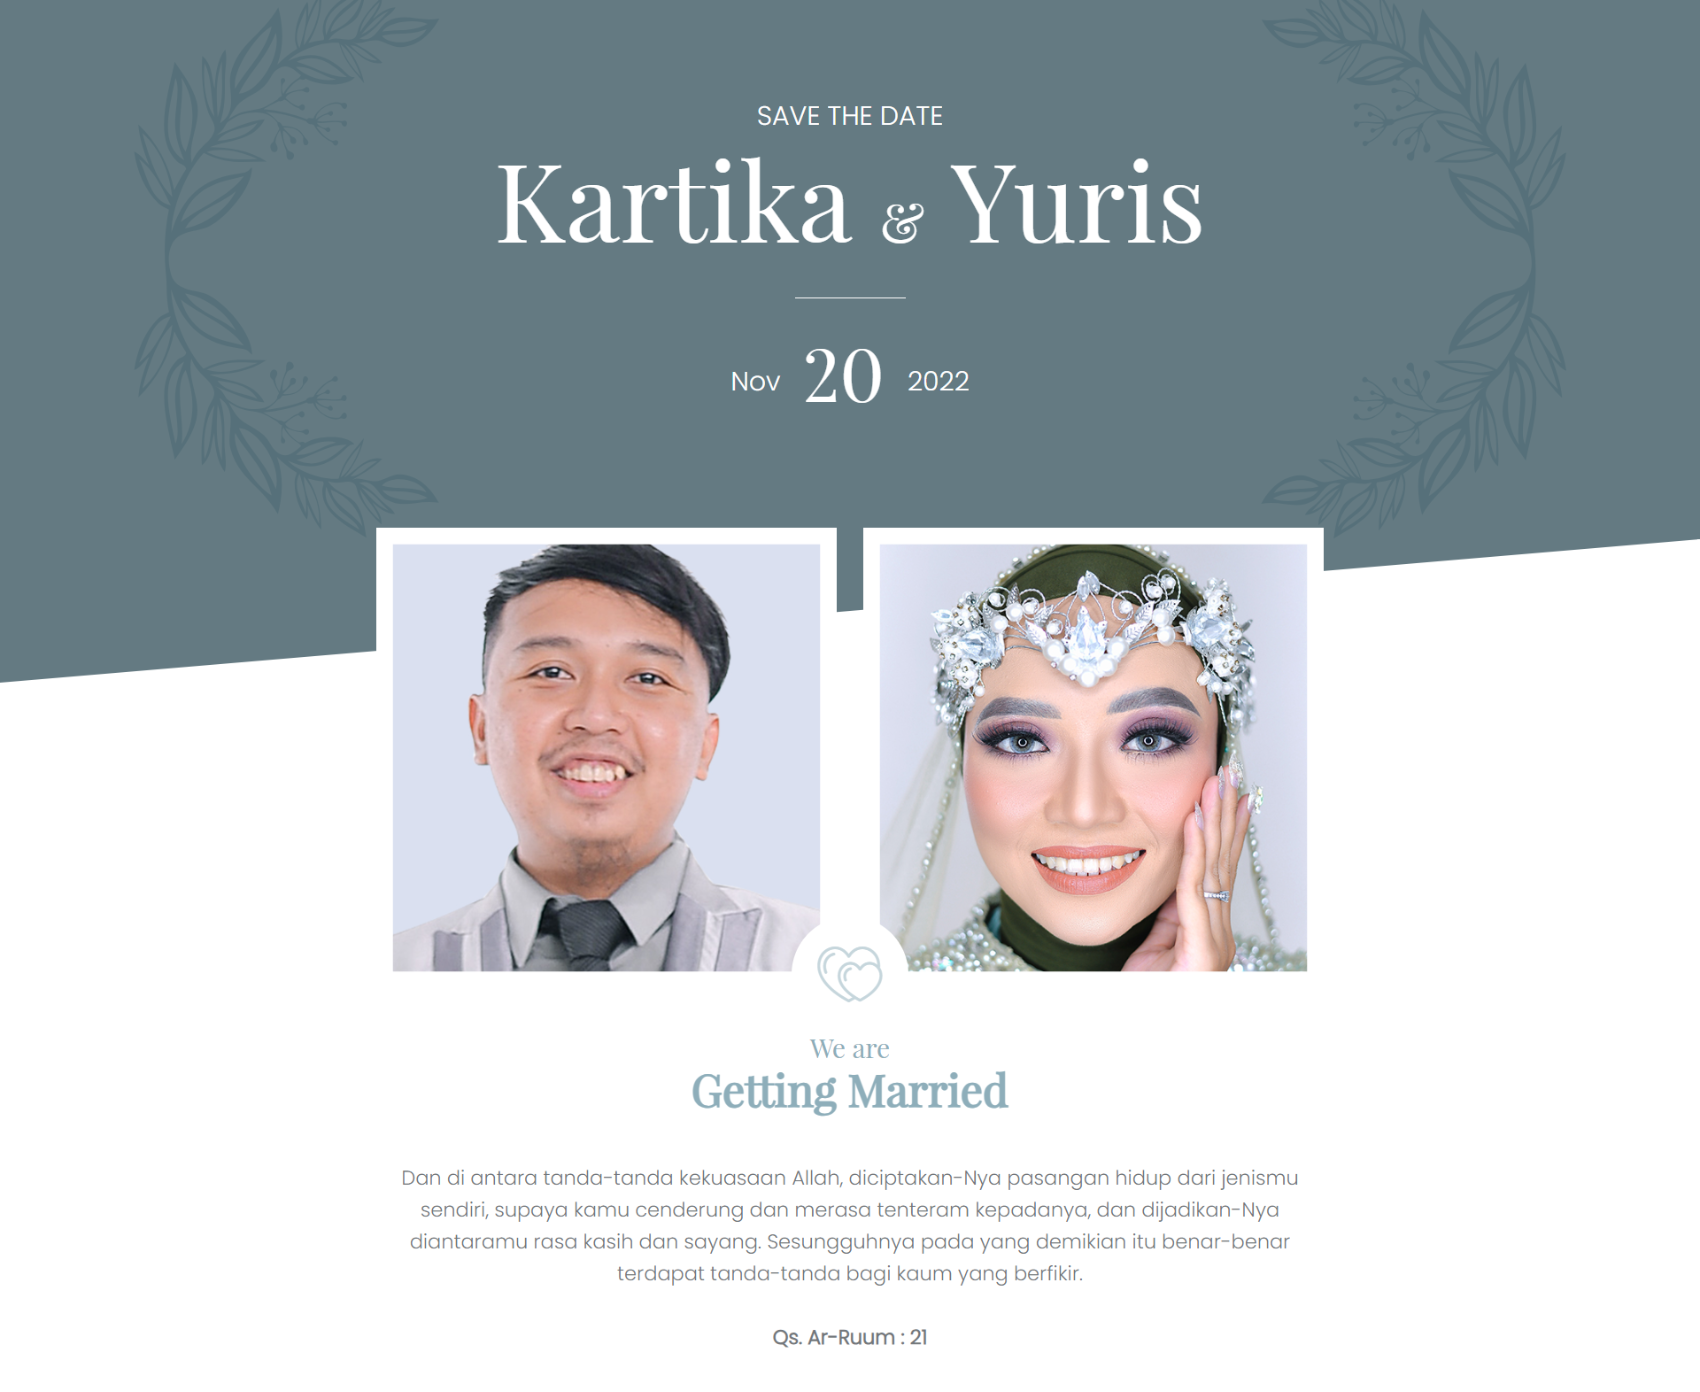 SAVE THE DATE
Kartika & Yuris
Nov 20 2022
We are
Getting Married
Dan di antara tanda-tanda kekuasaan Allah, diciptakan-Nya pasangan hidup dari jenismu
sendiri, supaya kamu cenderung dan merasa tenteram kepadanya, dan dijadikan-Nya
diantaramu rasa kasih dan sayang. Sesungguhnya pada yang demikian itu benar-benar
terdapat tanda-tanda bagi kaum yang berfikir.
Qs. Ar-Ruum : 21